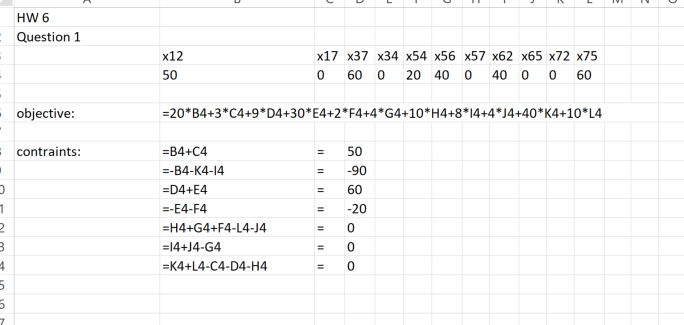 HW 6
Question 1
x12 x17 x37 x34 x54 x56 x57 x62 x65 x72 x75
50 0 60 0 20 40 0 40 0 0 60
objective: =20*B4+3*C4+9*D4+30*E4+2*F4+4*G4+10*H4+8*I4+4*J4+40*K4+10*L4
contraints: =B4+C4 = 50
=-B4-K4-I4 = -90
=D4+E4 = 60
=-E4-F4 = -20
=H4+G4+F4-L4-J4 = 0
=I4+J4-G4 = 0
=K4+L4-C4-D4-H4 = 0